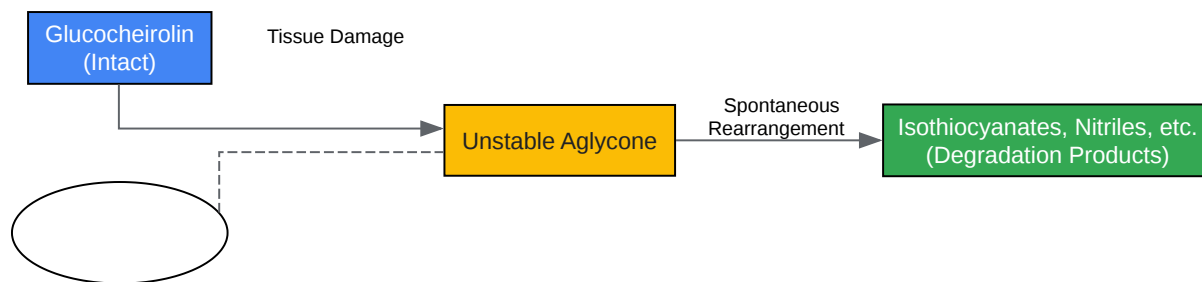 Glucocheirolin
(Intact)
Tissue Damage
Unstable Aglycone
Spontaneous
Rearrangement
Isothiocyanates, Nitriles, etc.
(Degradation Products)